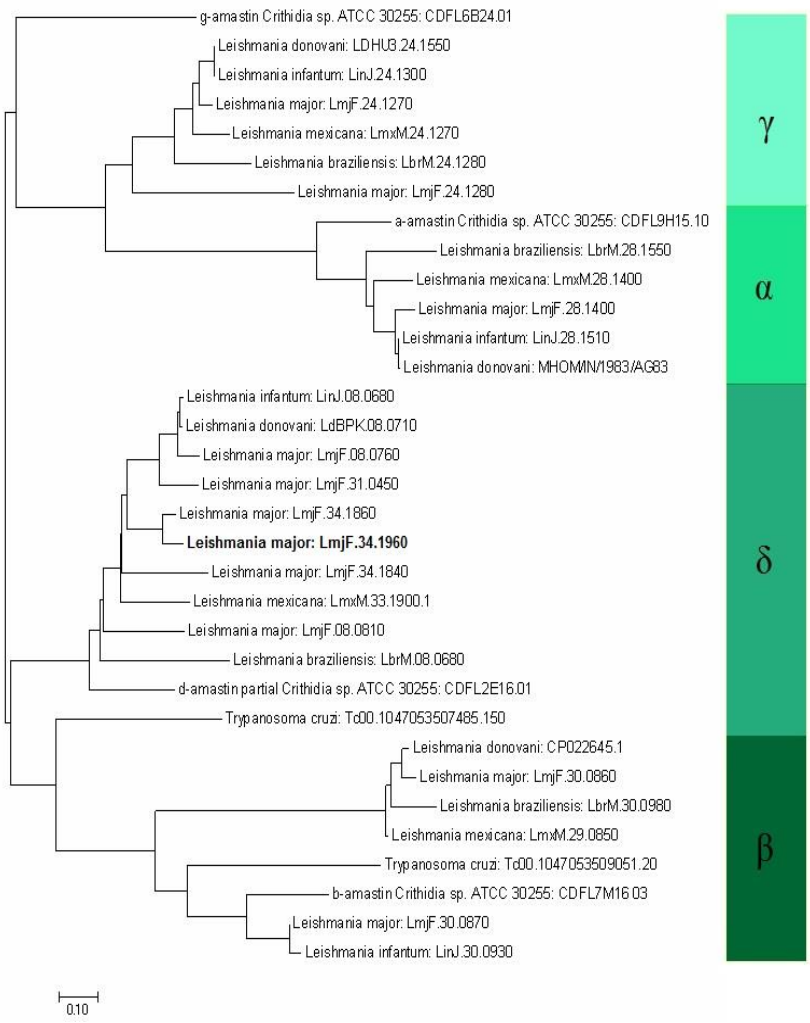 g-amastin Crithidia sp. ATCC 30255: CDFL6B24.01
Leishmania donovani: LDHU3.24.1550
Leishmania infantum: LinJ.24.1300
Leishmania major: LmjF.24.1270
Leishmania mexicana: LmxM.24.1270
Leishmania braziliensis: LbrM.24.1280
Leishmania major: LmjF.24.1280
γ
a-amastin Crithidia sp. ATCC 30255: CDFL9H15.10
Leishmania braziliensis: LbrM.28.1550
Leishmania mexicana: LmxM.28.1400
Leishmania major: LmjF.28.1400
Leishmania infantum: LinJ.28.1510
Leishmania donovani: MHOM/IN/1983/AG83
α
Leishmania infantum: LinJ.08.0680
Leishmania donovani: LdBPK.08.0710
Leishmania major: LmjF.08.0760
Leishmania major: LmjF.31.0450
Leishmania major: LmjF.34.1860
Leishmania major: LmjF.34.1960
Leishmania major: LmjF.34.1840
Leishmania mexicana: LmxM.33.1900.1
Leishmania major: LmjF.08.0810
Leishmania braziliensis: LbrM.08.0680
d-amastin partial Crithidia sp. ATCC 30255: CDFL2E16.01
Trypanosoma cruzi: Tc00.1047053507485.150
δ
Leishmania donovani: CP022645.1
Leishmania major: LmjF.30.0860
Leishmania braziliensis: LbrM.30.0980
Leishmania mexicana: LmxM.29.0850
Trypanosoma cruzi: Tc00.1047053509051.20
b-amastin Crithidia sp. ATCC 30255: CDFL7M16 03
Leishmania major: LmjF.30.0870
Leishmania infantum: LinJ.30.0930
β
0.10